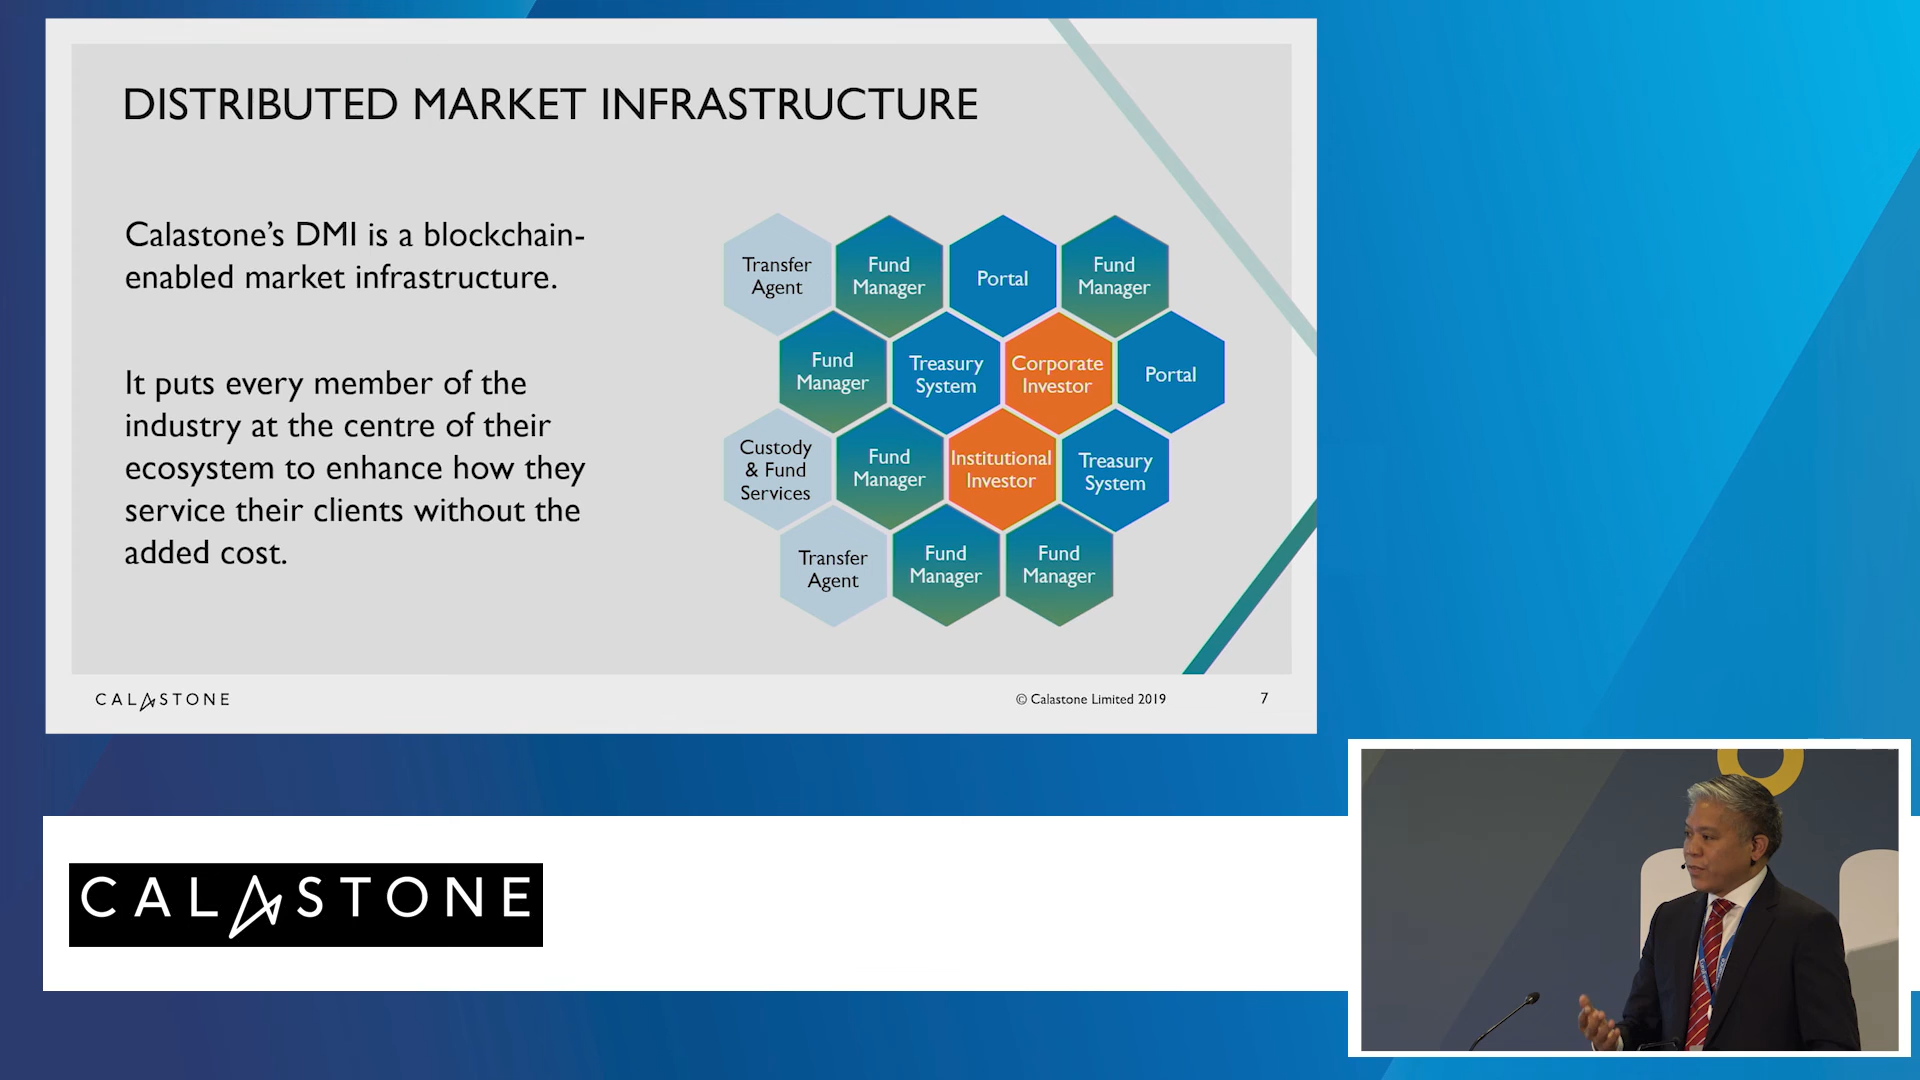 DISTRIBUTED MARKET INFRASTRUCTURE
Calastone’s DMI is a blockchain-
enabled market infrastructure.
It puts every member of the
industry at the centre of their
ecosystem to enhance how they
service their clients without the
added cost.
Transfer
Agent
Fund
Manager
Portal
Fund
Manager
Fund
Manager
Treasury
System
Corporate
Investor
Portal
Custody
& Fund
Services
Fund
Manager
Institutional
Investor
Treasury
System
Transfer
Agent
Fund
Manager
Fund
Manager
CALASTONE
© Calastone Limited 2019
7
CALASTONE